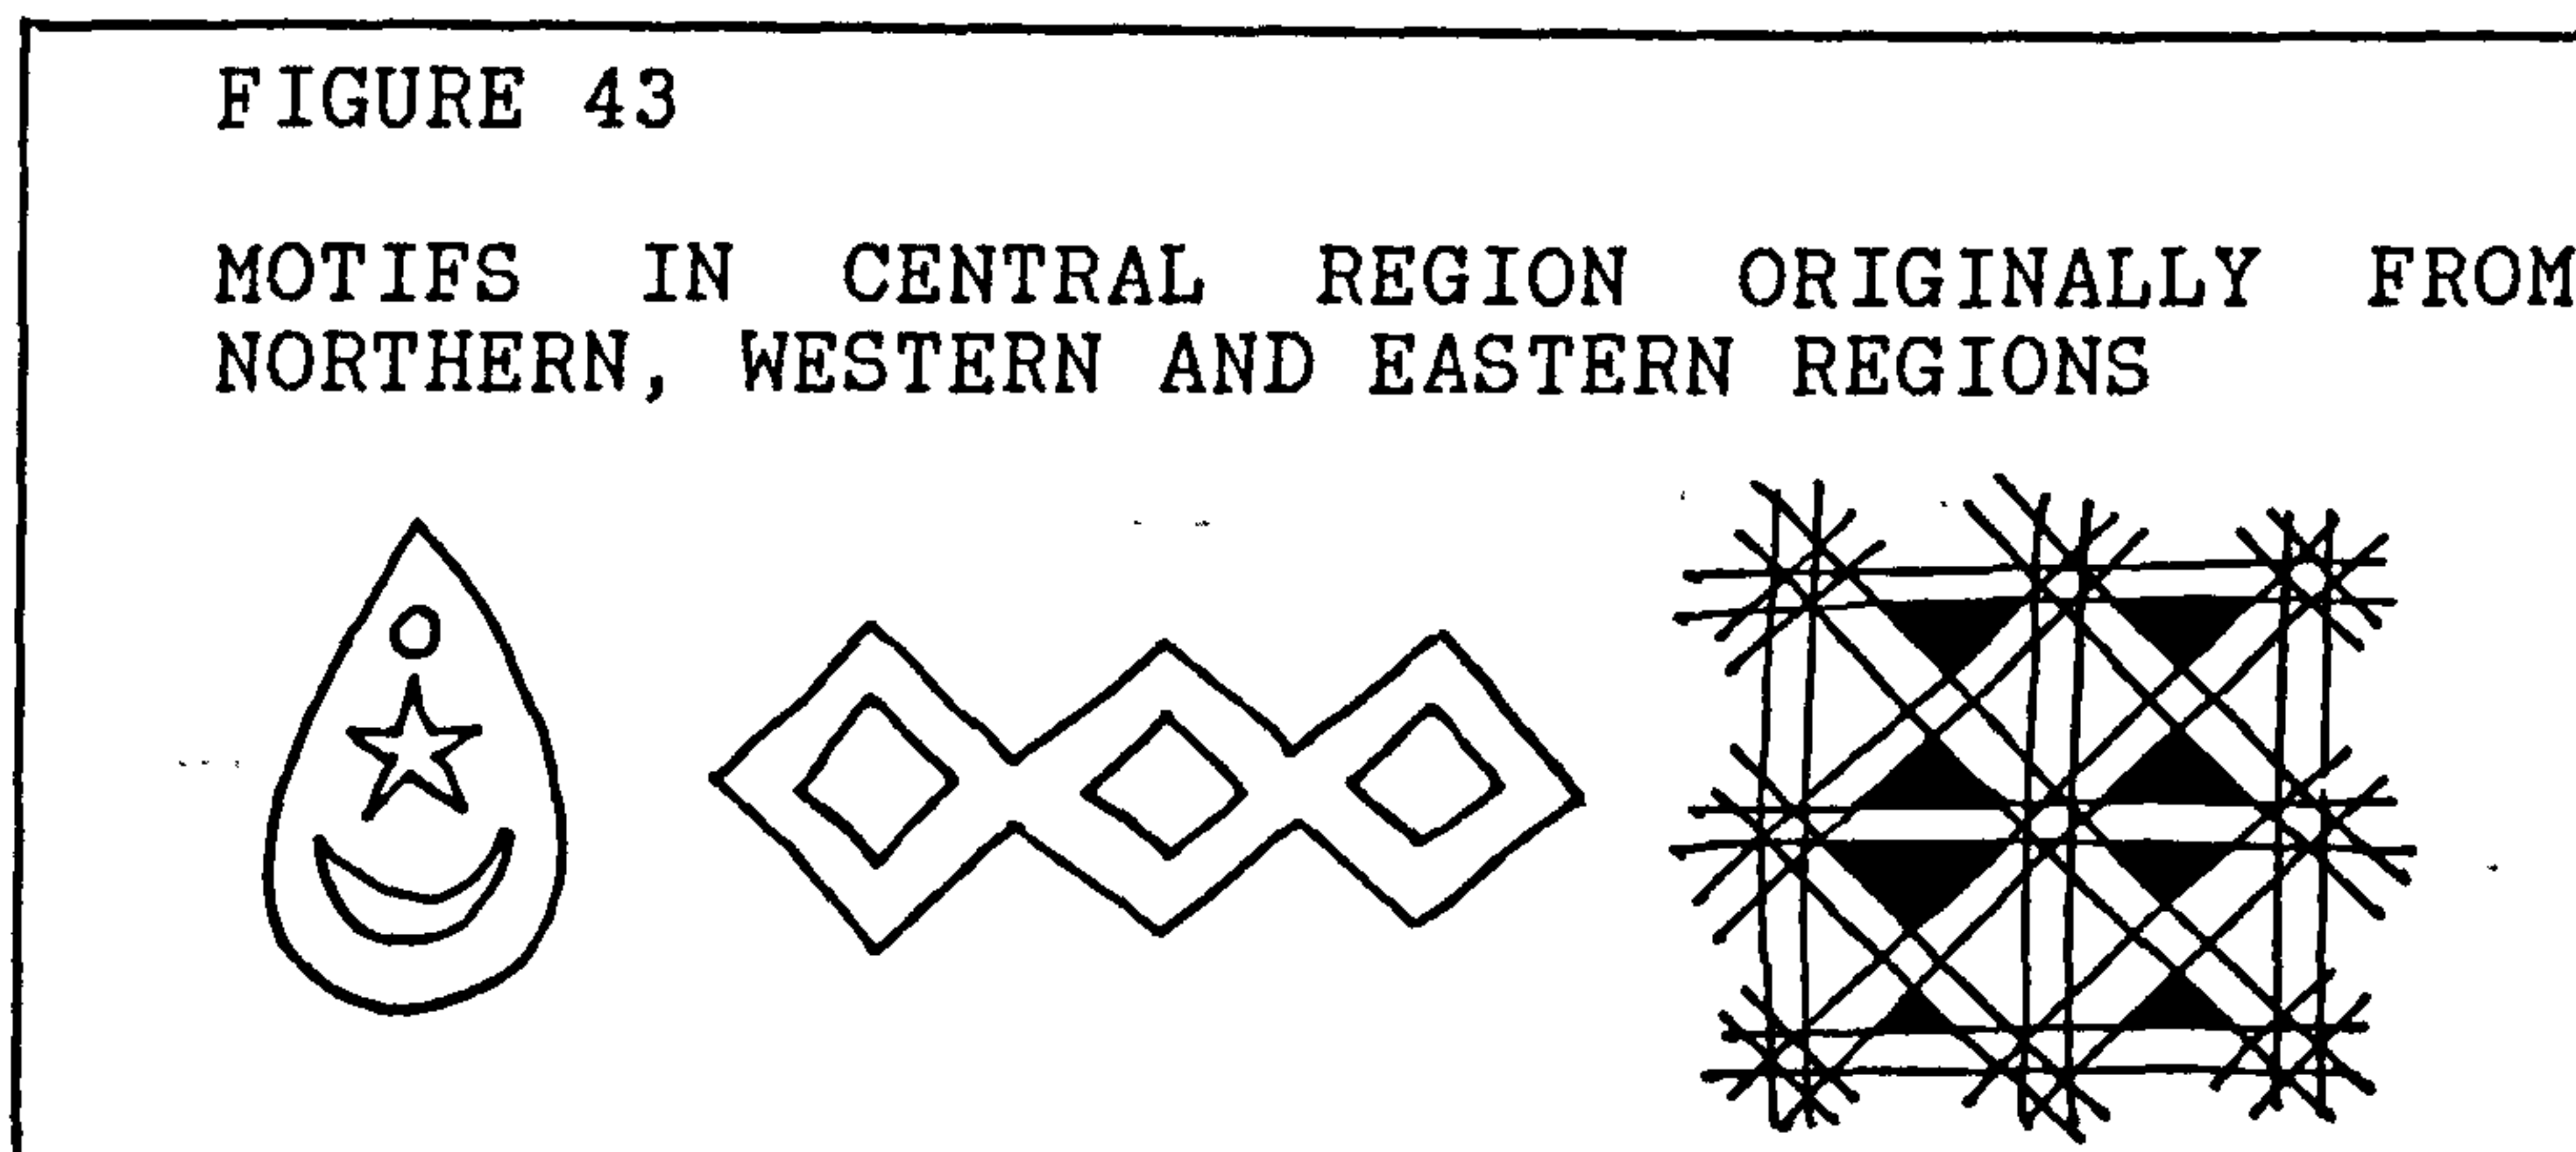 FIGURE 43
MOTIFS IN CENTRAL REGION ORIGINALLY FROM
NORTHERN, WESTERN AND EASTERN REGIONS